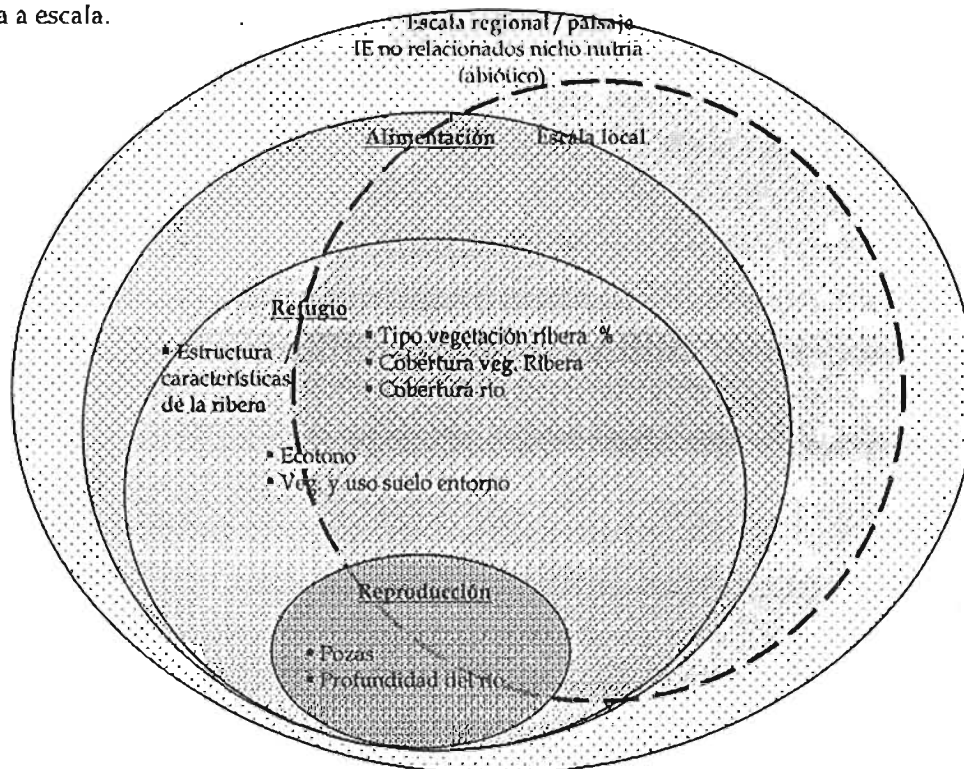 a a escala.
Escala regional / paisaje
IE no relacionados nicho nutria
(abiótico)
Alimentación
Escala local
Refugio
▪ Estructura /
características
de la ribera
▪ Tipo vegetación ribera %
▪ Cobertura veg. Ribera
▪ Cobertura río
▪ Ecotono
▪ Veg. y uso suelo entorno
Reproducción
▪ Pozas
▪ Profundidad del río